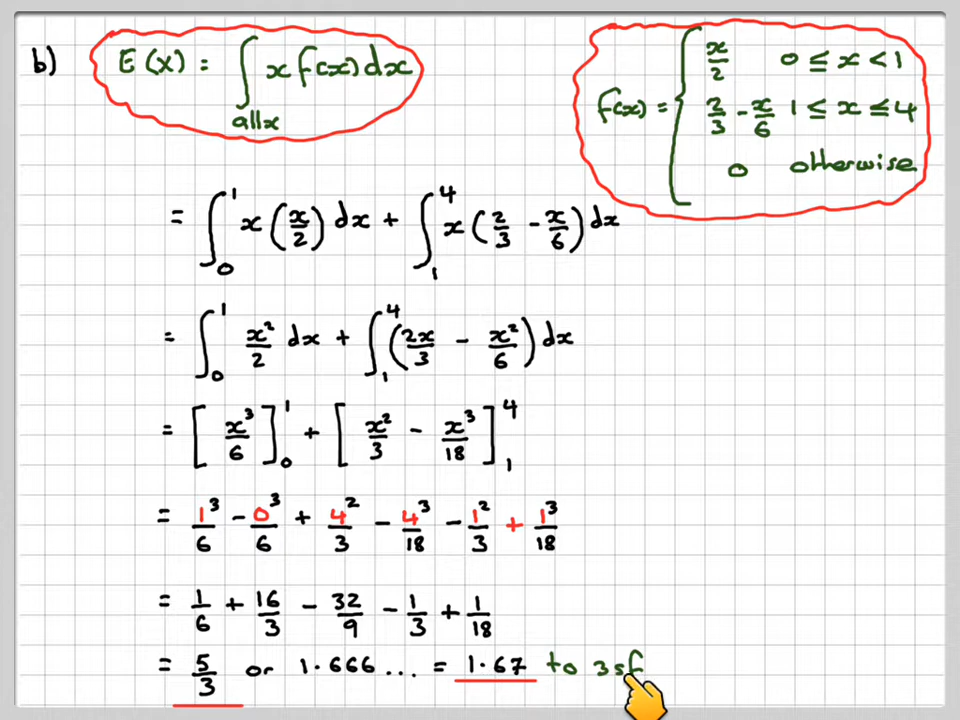 b) E(x) = ∫allx x f(x) dx
f(x) = { x/2 0 ≤ x < 1
2/3 - x/6 1 ≤ x ≤ 4
0 otherwise
= ∫₀¹ x(x/2) dx + ∫₁⁴ x(2/3 - x/6) dx
= ∫₀¹ x²/2 dx + ∫₁⁴ (2x/3 - x²/6) dx
= [x³/6]₀¹ + [x²/3 - x³/18]₁⁴
= 1³/6 - 0³/6 + 4²/3 - 4³/18 - 1²/3 + 1³/18
= 1/6 + 16/3 - 32/9 - 1/3 + 1/18
= 5/3 or 1.666... = 1.67 to 3sf